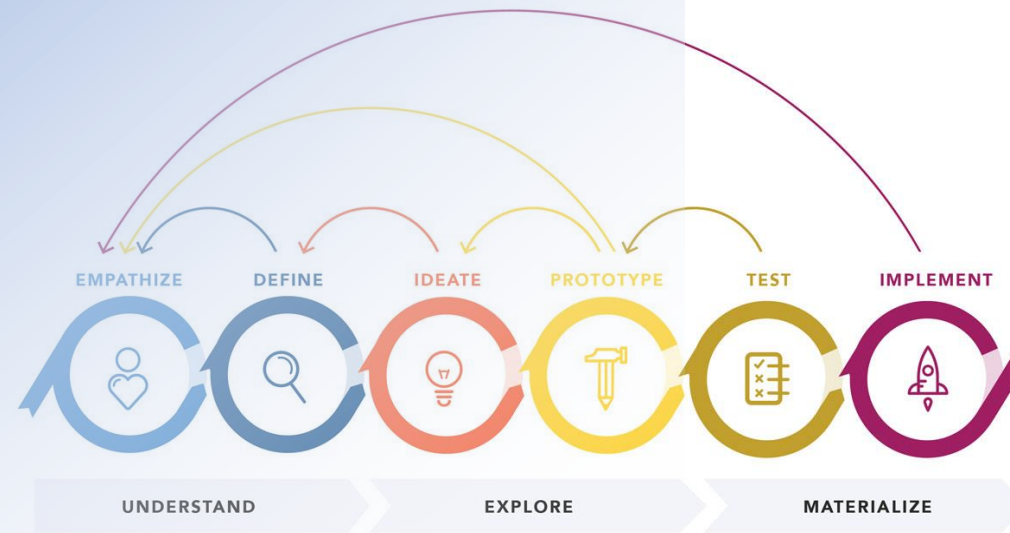 EMPATHIZE
DEFINE
IDEATE
PROTOTYPE
TEST
IMPLEMENT
UNDERSTAND
EXPLORE
MATERIALIZE